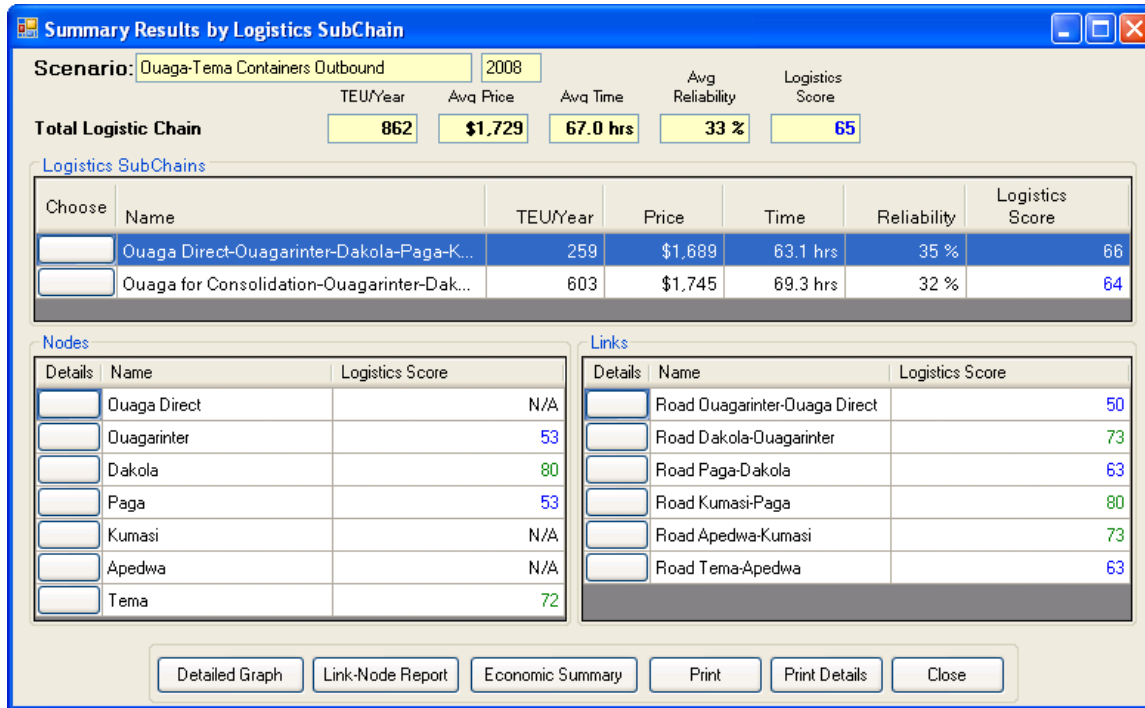 Summary Results by Logistics SubChain
Scenario: Ouaga-Tema Containers Outbound 2008
TEU/Year Avg Price Avg Time Avg Reliability Logistics Score
Total Logistic Chain 862 $1,729 67.0 hrs 33 % 65
Logistics SubChains
Choose Name TEU/Year Price Time Reliability Logistics Score
Ouaga Direct-Ouagarinter-Dakola-Paga-K... 259 $1,689 63.1 hrs 35 % 66
Ouaga for Consolidation-Ouagarinter-Dak... 603 $1,745 69.3 hrs 32 % 64
Nodes
Details Name Logistics Score
Ouaga Direct N/A
Ouagarinter 53
Dakola 80
Paga 53
Kumasi N/A
Apedwa N/A
Tema 72
Links
Details Name Logistics Score
Road Ouagarinter-Ouaga Direct 50
Road Dakola-Ouagarinter 73
Road Paga-Dakola 63
Road Kumasi-Paga 80
Road Apedwa-Kumasi 73
Road Tema-Apedwa 63
Detailed Graph Link-Node Report Economic Summary Print Print Details Close